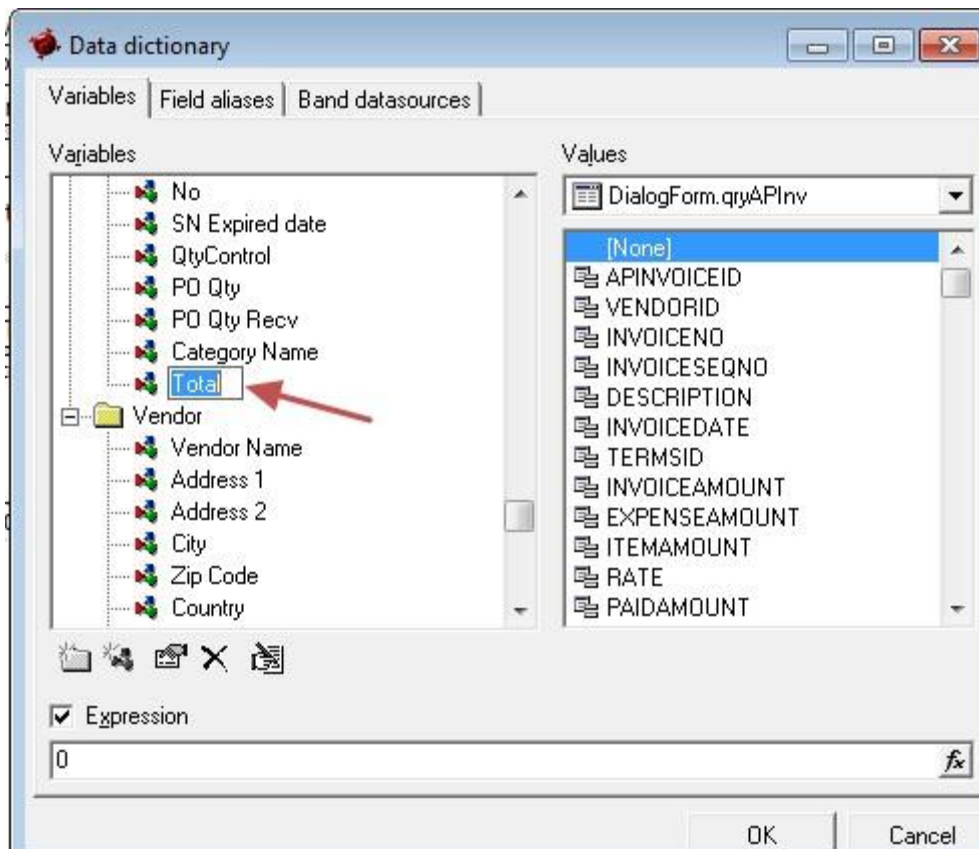 Data dictionary
Variables Field aliases Band datasources
Variables
No
SN Expired date
QtyControl
PO Qty
PO Qty Recv
Category Name
Total
Vendor
Vendor Name
Address 1
Address 2
City
Zip Code
Country
Values
DialogForm.qryAPInv
[None]
APINVOICEID
VENDORID
INVOICENO
INVOICESEQNO
DESCRIPTION
INVOICEDATE
TERMSID
INVOICEAMOUNT
EXPENSEAMOUNT
ITEMAMOUNT
RATE
PAIDAMOUNT
Expression
0
fx
OK Cancel